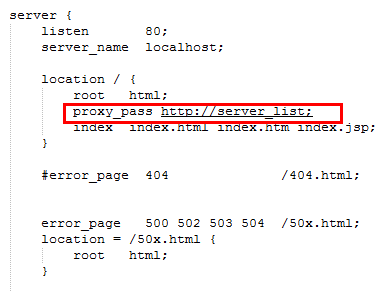 server {
listen 80;
server_name localhost;
location / {
root html;
proxy_pass http://server_list;
index index.html index.htm index.jsp;
}
#error_page 404 /404.html;
error_page 500 502 503 504 /50x.html;
location = /50x.html {
root html;
}